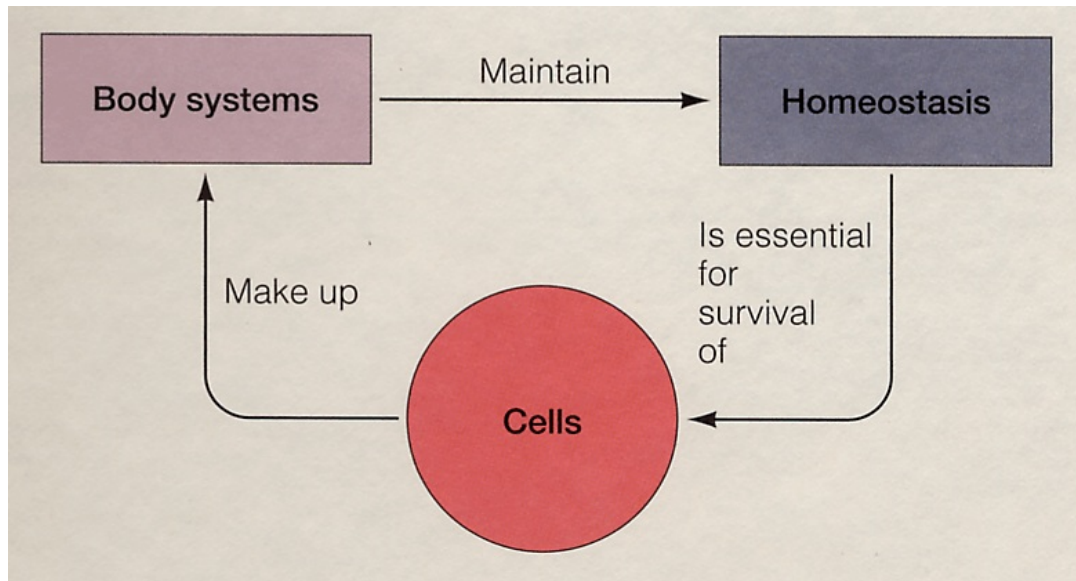 Body systems
Maintain
Homeostasis
Is essential
for
survival
of
Make up
Cells